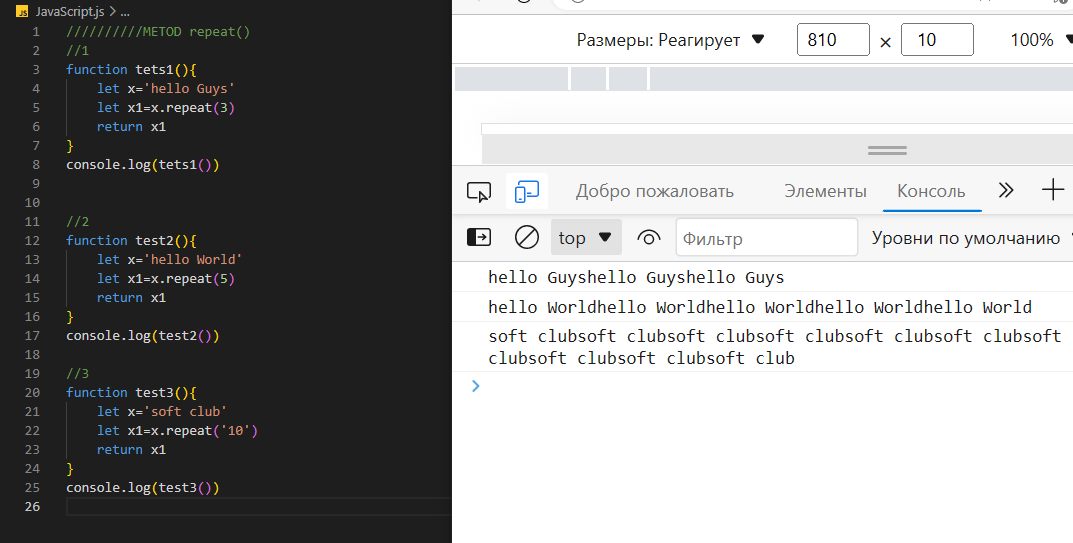 JS JavaScript.js > ...
1 //////////METOD repeat()
2 //1
3 function tets1(){
4 let x='hello Guys'
5 let x1=x.repeat(3)
6 return x1
7 }
8 console.log(tets1())
9
10
11 //2
12 function test2(){
13 let x='hello World'
14 let x1=x.repeat(5)
15 return x1
16 }
17 console.log(test2())
18
19 //3
20 function test3(){
21 let x='soft club'
22 let x1=x.repeat('10')
23 return x1
24 }
25 console.log(test3())
26
Размеры: Реагирует ▼ 810 × 10 100% ▼
Добро пожаловать Элементы Консоль
top ▼ Фильтр Уровни по умолчанию
hello Guyshello Guyshello Guys
hello Worldhello Worldhello Worldhello Worldhello World
soft clubsoft clubsoft clubsoft clubsoft clubsoft clubsoft
clubsoft clubsoft clubsoft club